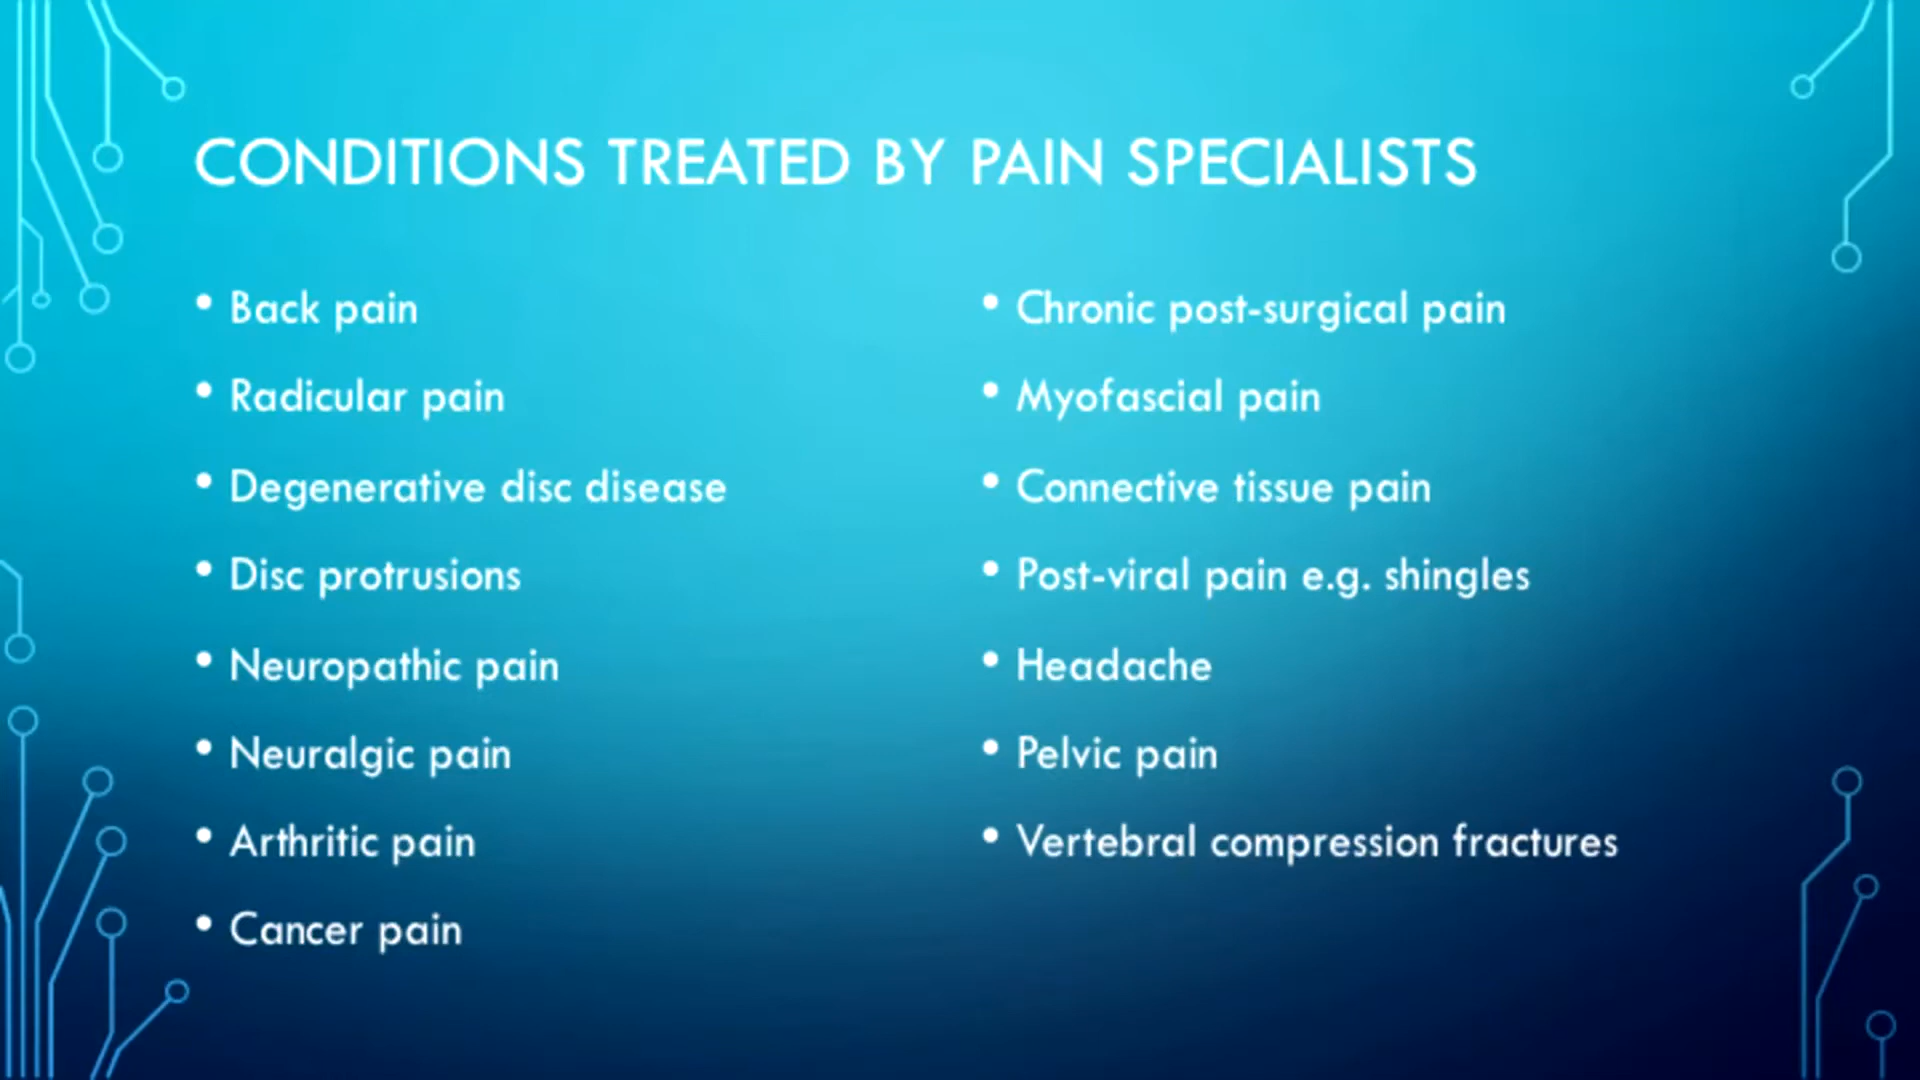 CONDITIONS TREATED BY PAIN SPECIALISTS
• Back pain
• Radicular pain
• Degenerative disc disease
• Disc protrusions
• Neuropathic pain
• Neuralgic pain
• Arthritic pain
• Cancer pain
• Chronic post-surgical pain
• Myofascial pain
• Connective tissue pain
• Post-viral pain e.g. shingles
• Headache
• Pelvic pain
• Vertebral compression fractures